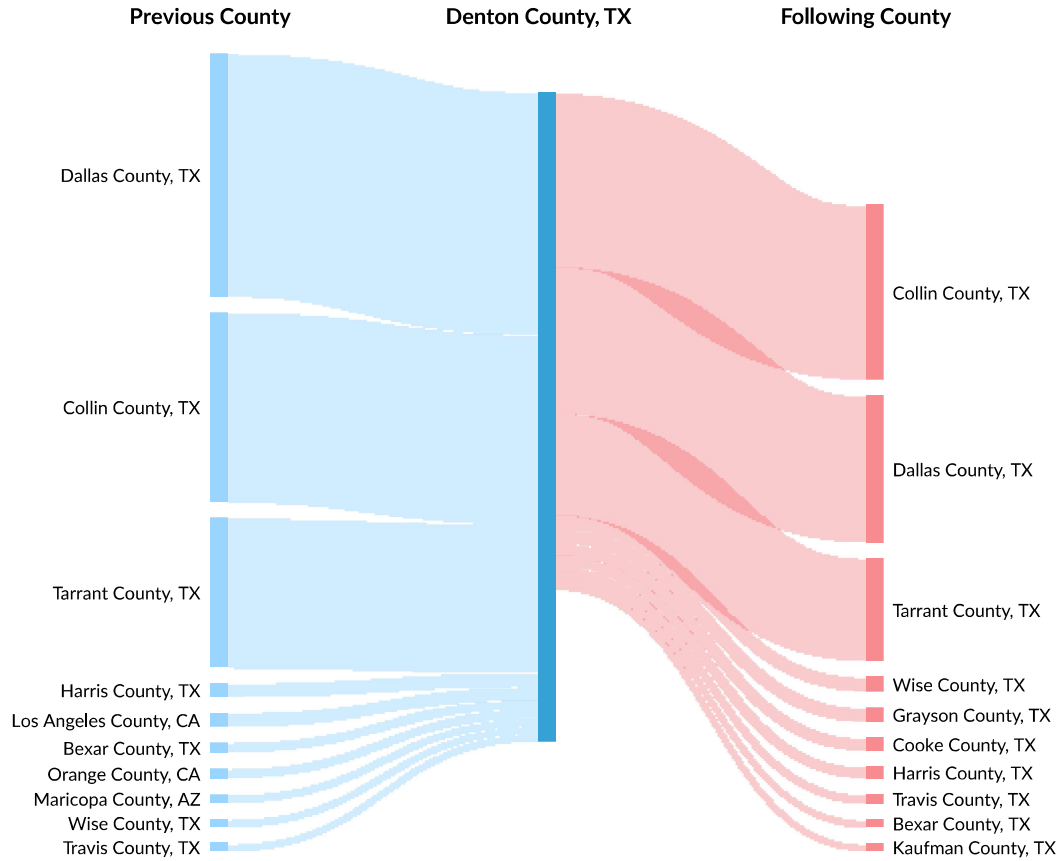 Previous County
Denton County, TX
Following County
Dallas County, TX
Collin County, TX
Tarrant County, TX
Harris County, TX
Los Angeles County, CA
Bexar County, TX
Orange County, CA
Maricopa County, AZ
Wise County, TX
Travis County, TX
Collin County, TX
Dallas County, TX
Tarrant County, TX
Wise County, TX
Grayson County, TX
Cooke County, TX
Harris County, TX
Travis County, TX
Bexar County, TX
Kaufman County, TX